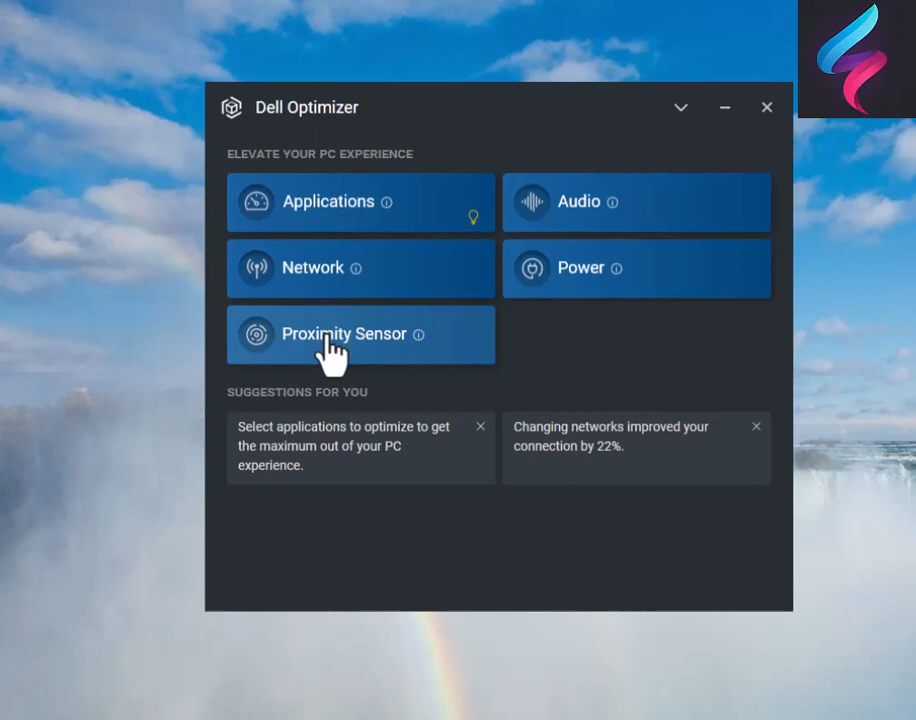 Dell Optimizer
ELEVATE YOUR PC EXPERIENCE
Applications
Audio
Network
Power
Proximity Sensor
SUGGESTIONS FOR YOU
Select applications to optimize to get
the maximum out of your PC
experience.
Changing networks improved your
connection by 22%.